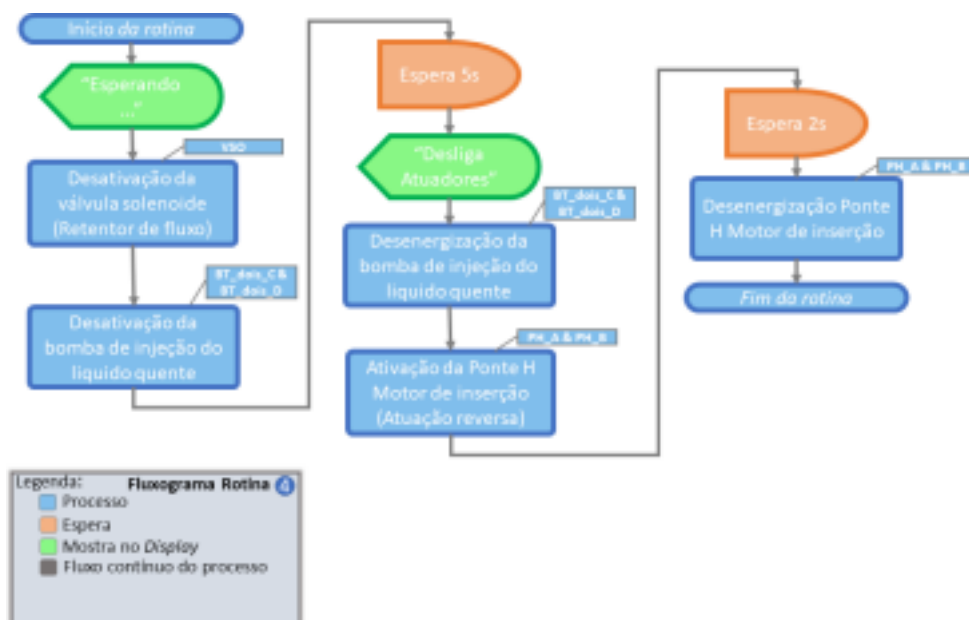 Início da rotina
"Esperando
..."
VSO
Desativação da
válvula solenoide
(Retentor de fluxo)
BT_dois_C &
BT_dois_D
Desativação da
bomba de injeção do
liquido quente
Espera 5s
"Desliga
Atuadores"
BT_dois_C &
BT_dois_D
Desenergização da
bomba de injeção do
liquido quente
PH_A & PH_B
Ativação da Ponte H
Motor de inserção
(Atuação reversa)
Espera 2s
PH_A & PH_B
Desenergização Ponte
H Motor de inserção
Fim da rotina
Legenda:
Fluxograma Rotina 4
Processo
Espera
Mostra no Display
Fluxo contínuo do processo